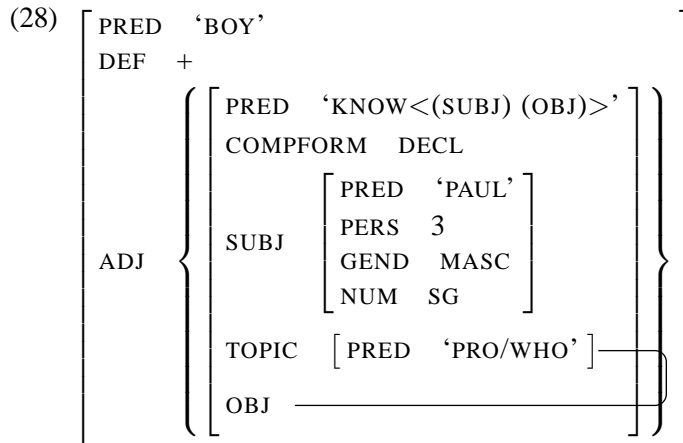 (28)
PRED ‘BOY’
DEF +
PRED ‘KNOW<(SUBJ) (OBJ)>’
COMPFORM DECL
PRED ‘PAUL’
PERS 3
SUBJ
GEND MASC
ADJ
NUM SG
TOPIC [PRED ‘PRO/WHO’]
OBJ